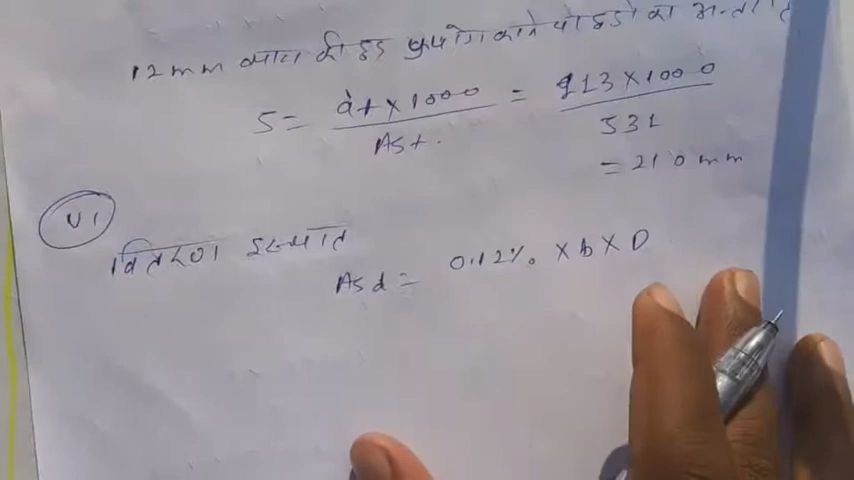 12mm व्यास की छड़ प्रयोग करने पर छड़ो का अन्तराल
S = at×1000 / Ast. = 113×1000 / 531
= 210 mm
VI
वितरण इस्पात
Asd = 0.12% × b × D